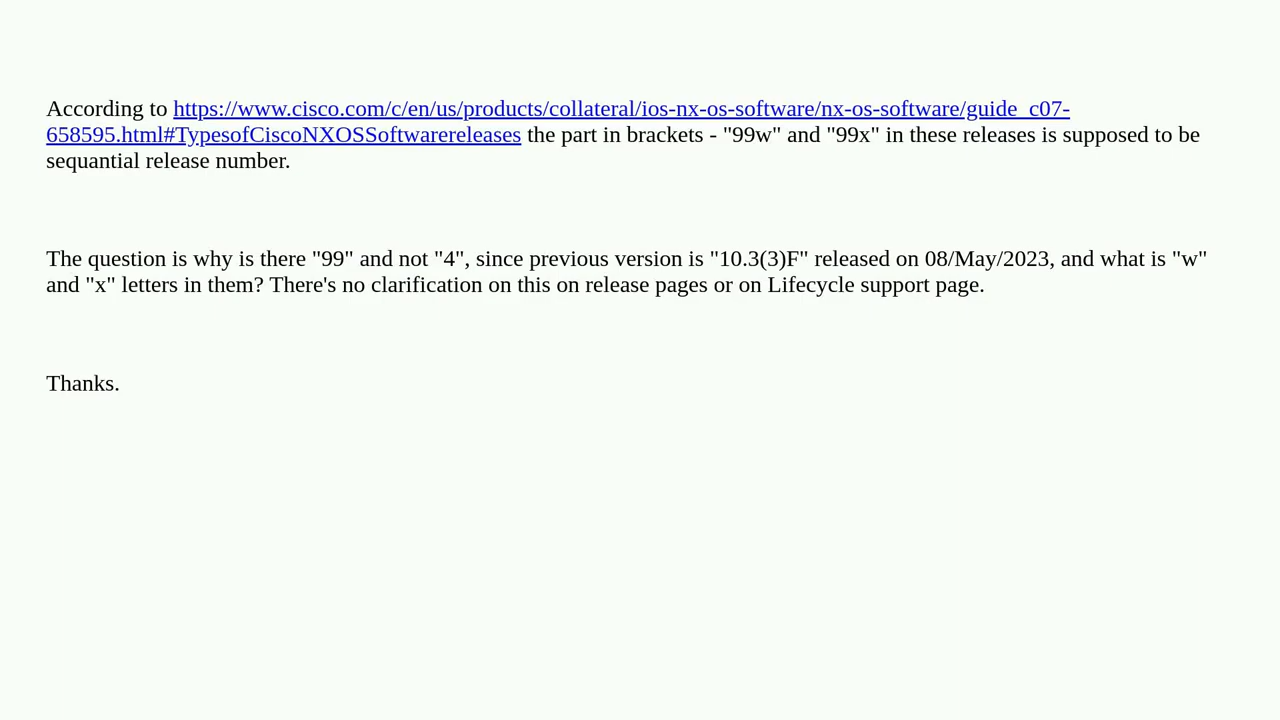 According to https://www.cisco.com/c/en/us/products/collateral/ios-nx-os-software/nx-os-software/guide_c07-
658595.html#TypesofCiscoNXOSSoftwarereleases the part in brackets - "99w" and "99x" in these releases is supposed to be
sequantial release number.
The question is why is there "99" and not "4", since previous version is "10.3(3)F" released on 08/May/2023, and what is "w"
and "x" letters in them? There's no clarification on this on release pages or on Lifecycle support page.
Thanks.